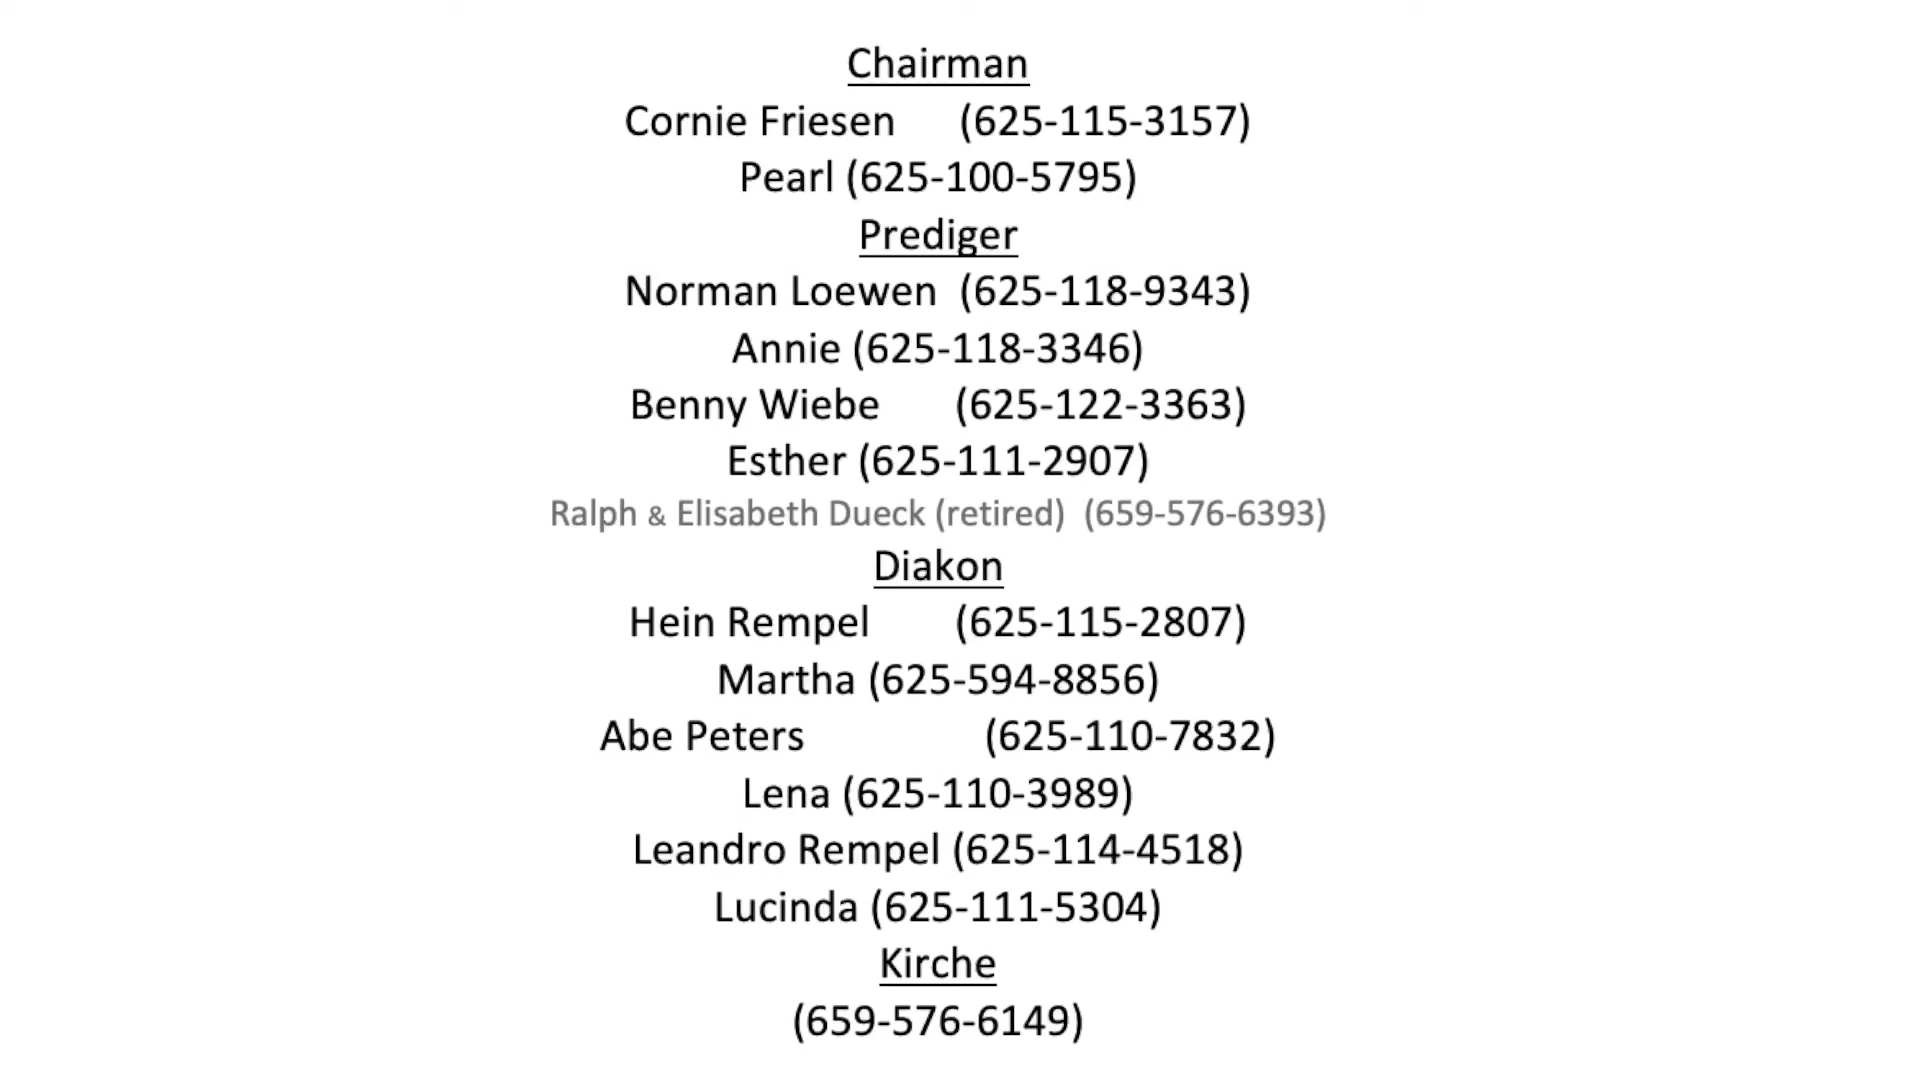 Chairman
Cornie Friesen (625-115-3157)
Pearl (625-100-5795)
Prediger
Norman Loewen (625-118-9343)
Annie (625-118-3346)
Benny Wiebe (625-122-3363)
Esther (625-111-2907)
Ralph & Elisabeth Dueck (retired) (659-576-6393)
Diakon
Hein Rempel (625-115-2807)
Martha (625-594-8856)
Abe Peters (625-110-7832)
Lena (625-110-3989)
Leandro Rempel (625-114-4518)
Lucinda (625-111-5304)
Kirche
(659-576-6149)